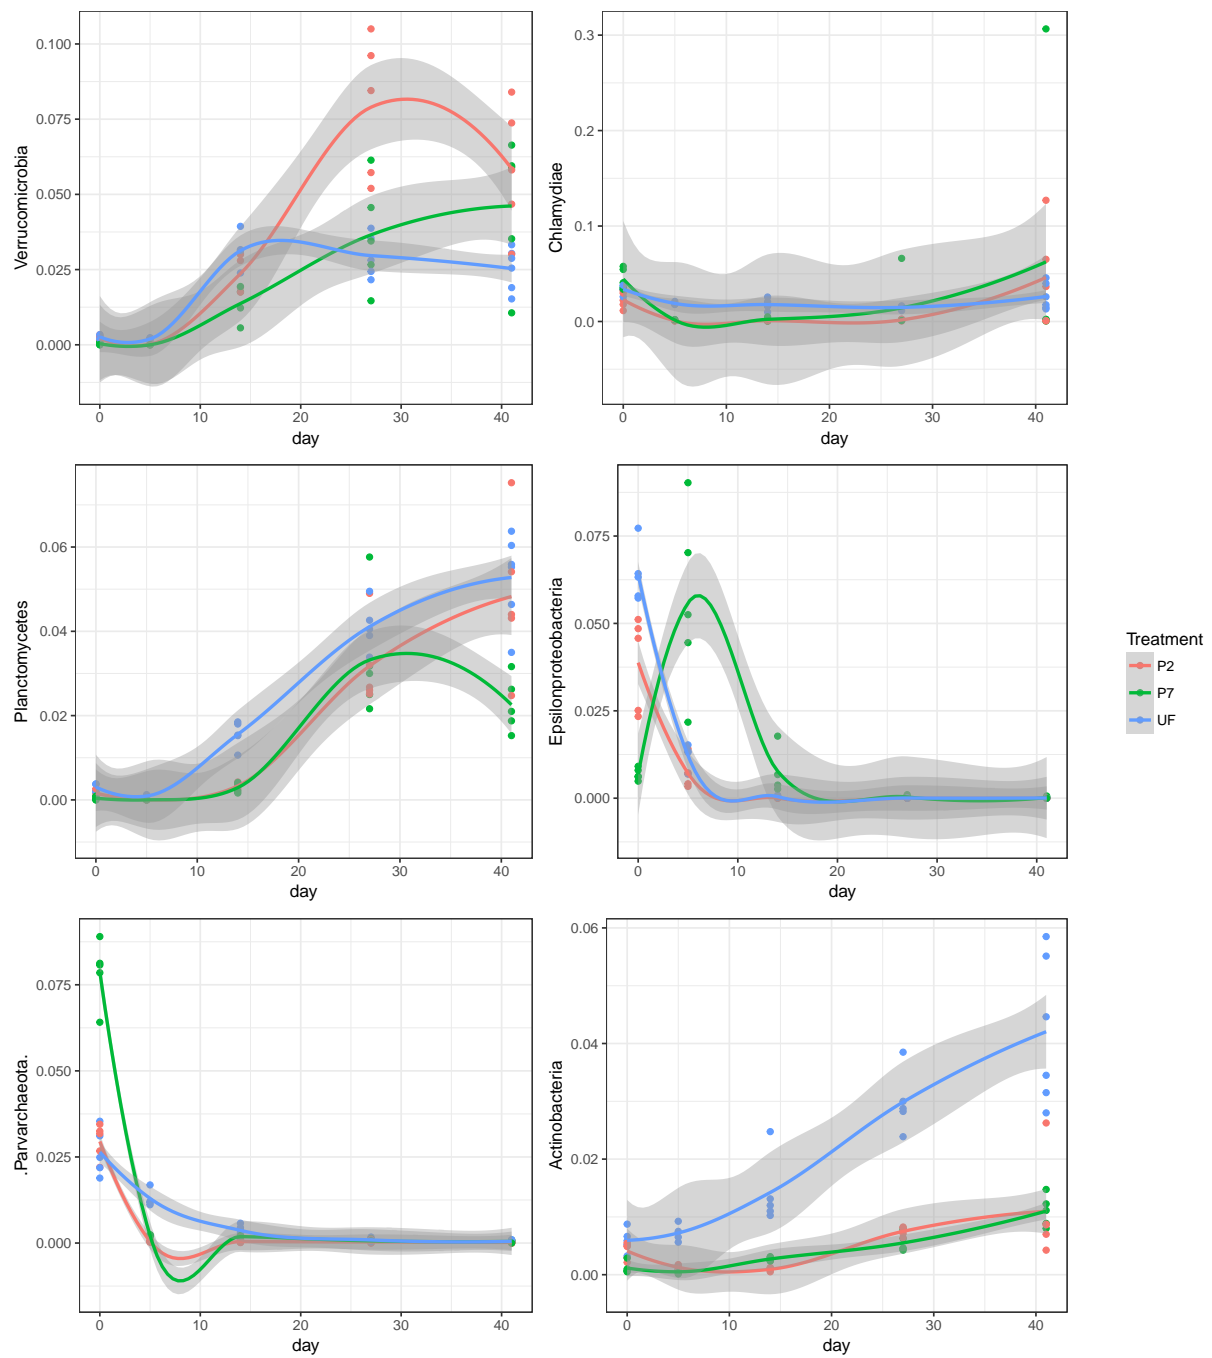 Verrucomicrobia
0.100
0.075
0.050
0.025
0.000
0 10 20 30 40
day
Chlamydiae
0.3
0.2
0.1
0.0
0 10 20 30 40
day
Planctomycetes
0.06
0.04
0.02
0.00
0 10 20 30 40
day
Epsilonproteobacteria
0.075
0.050
0.025
0.000
0 10 20 30 40
day
Treatment
P2
P7
UF
.Parvarchaeota.
0.075
0.050
0.025
0.000
0 10 20 30 40
day
Actinobacteria
0.06
0.04
0.02
0.00
0 10 20 30 40
day